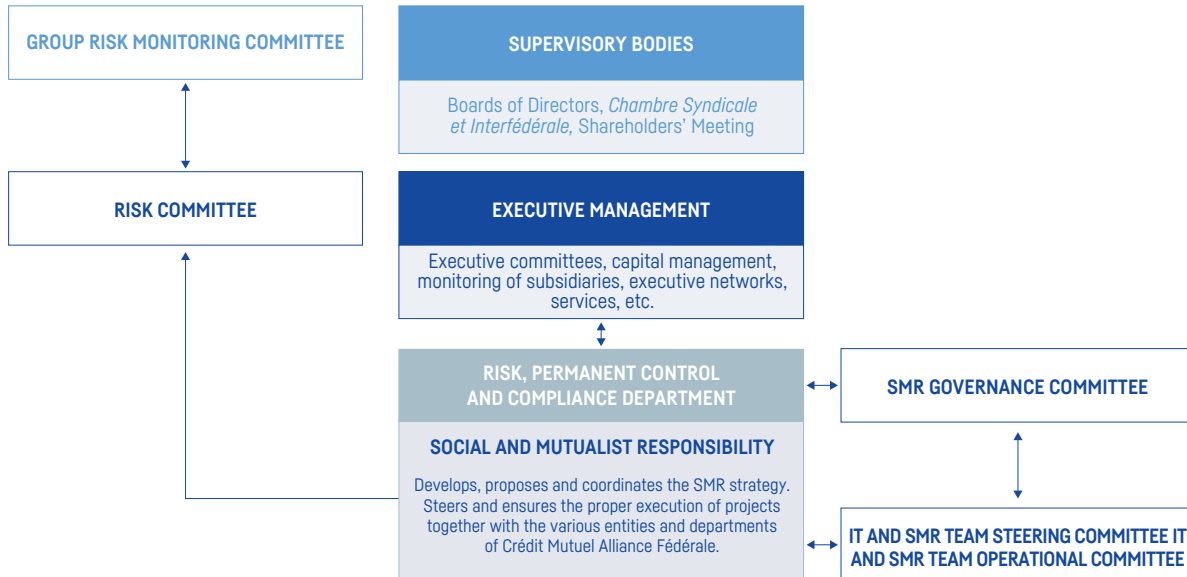 GROUP RISK MONITORING COMMITTEE
SUPERVISORY BODIES
Boards of Directors, Chambre Syndicale
et Interfédérale, Shareholders' Meeting
RISK COMMITTEE
EXECUTIVE MANAGEMENT
Executive committees, capital management,
monitoring of subsidiaries, executive networks,
services, etc.
RISK, PERMANENT CONTROL
AND COMPLIANCE DEPARTMENT
SMR GOVERNANCE COMMITTEE
SOCIAL AND MUTUALIST RESPONSIBILITY
Develops, proposes and coordinates the SMR strategy.
Steers and ensures the proper execution of projects
together with the various entities and departments
of Crédit Mutuel Alliance Fédérale.
IT AND SMR TEAM STEERING COMMITTEE IT
AND SMR TEAM OPERATIONAL COMMITTEE